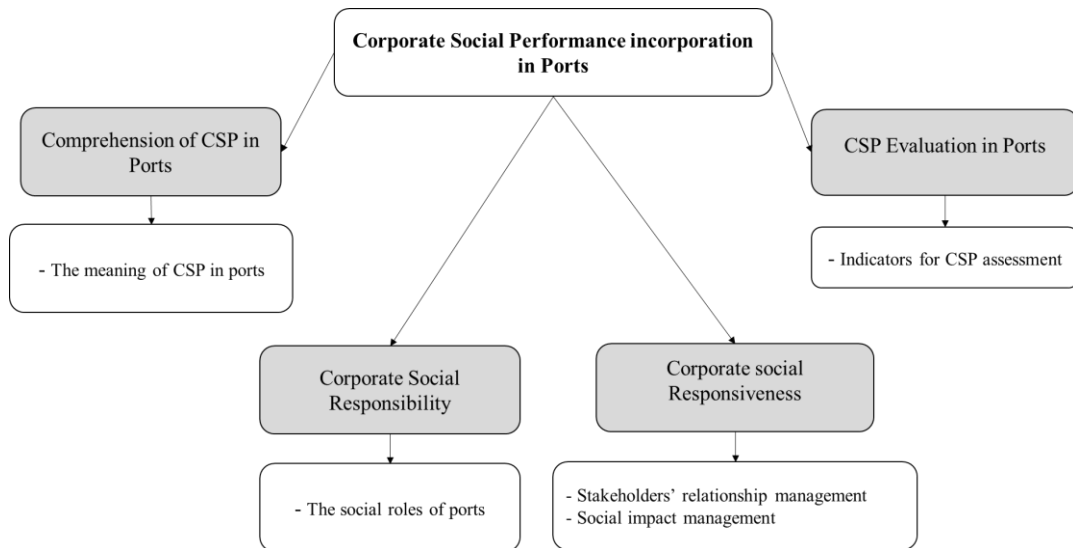 Corporate Social Performance incorporation
in Ports
Comprehension of CSP in
Ports
CSP Evaluation in Ports
- The meaning of CSP in ports
- Indicators for CSP assessment
Corporate Social
Responsibility
Corporate social
Responsiveness
- The social roles of ports
- Stakeholders’ relationship management
- Social impact management